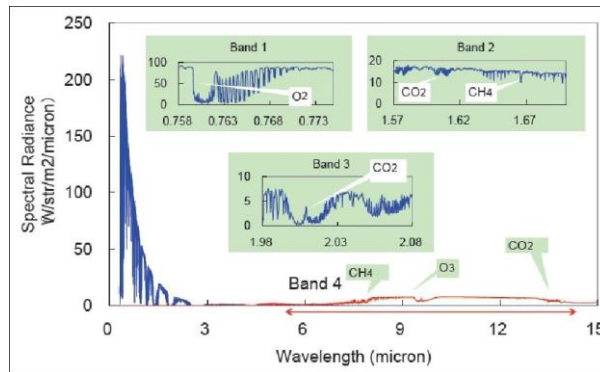 250
200
150
100
50
0
Spectral Radiance
W/str/m2/micron)
Band 1
100
50
0
O2
0.758 0.763 0.768 0.773
Band 2
20
10
0
CO2 CH4
1.57 1.62 1.67
Band 3
10
5
0
CO2
1.98 2.03 2.08
Band 4
CH4 O3 CO2
0 3 6 9 12 15
Wavelength (micron)